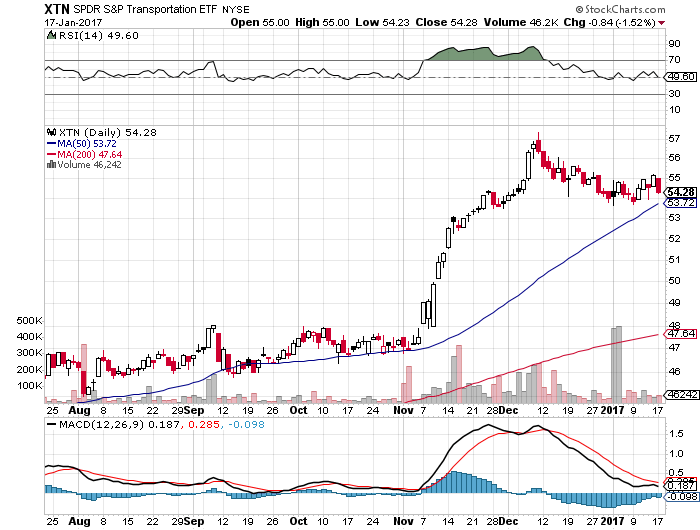 XTN SPDR S&P Transportation ETF NYSE © StockCharts.com
17-Jan-2017 Open 55.00 High 55.00 Low 54.23 Close 54.28 Volume 46.2K Chg -0.84 (-1.52%)
RSI(14) 49.60
90
70
49.60
30
10
XTN (Daily) 54.28
MA(50) 53.72
MA(200) 47.64
Volume 46,242
57
56
55
54.28
53.72
53
52
51
50
49
48
47.64
47
46
46242
500K
400K
300K
200K
100K
25 Aug 8 15 22 29 Sep 12 19 26 Oct 10 17 24 Nov 7 14 21 28 Dec 12 19 27 2017 9 17
MACD(12,26,9) 0.187, 0.285, -0.098
1.5
1.0
0.5
0.187
-0.098
25 Aug 8 15 22 29 Sep 12 19 26 Oct 10 17 24 Nov 7 14 21 28 Dec 12 19 27 2017 9 17